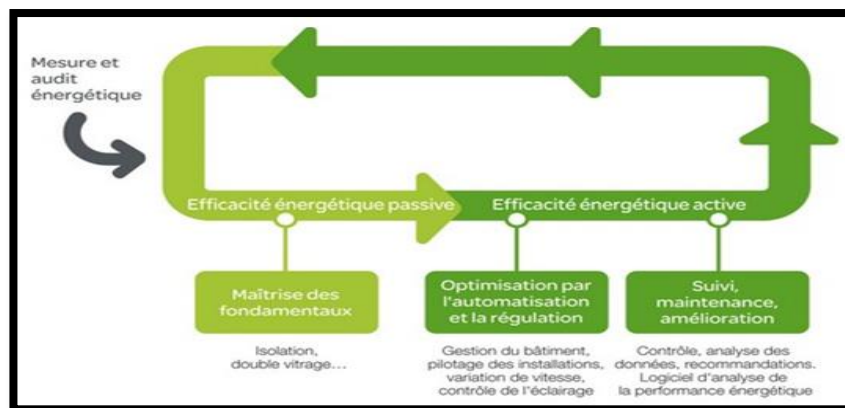 Mesure et
audit
énergétique
Efficacité énergétique passive
Efficacité énergétique active
Maîtrise des
fondamentaux
Optimisation par
l'automatisation
et la régulation
Suivi,
maintenance,
amélioration
Isolation,
double vitrage...
Gestion du bâtiment,
pilotage des installations,
variation de vitesse,
contrôle de l'éclairage
Contrôle, analyse des
données, recommandations.
Logiciel d'analyse de
la performance énergétique